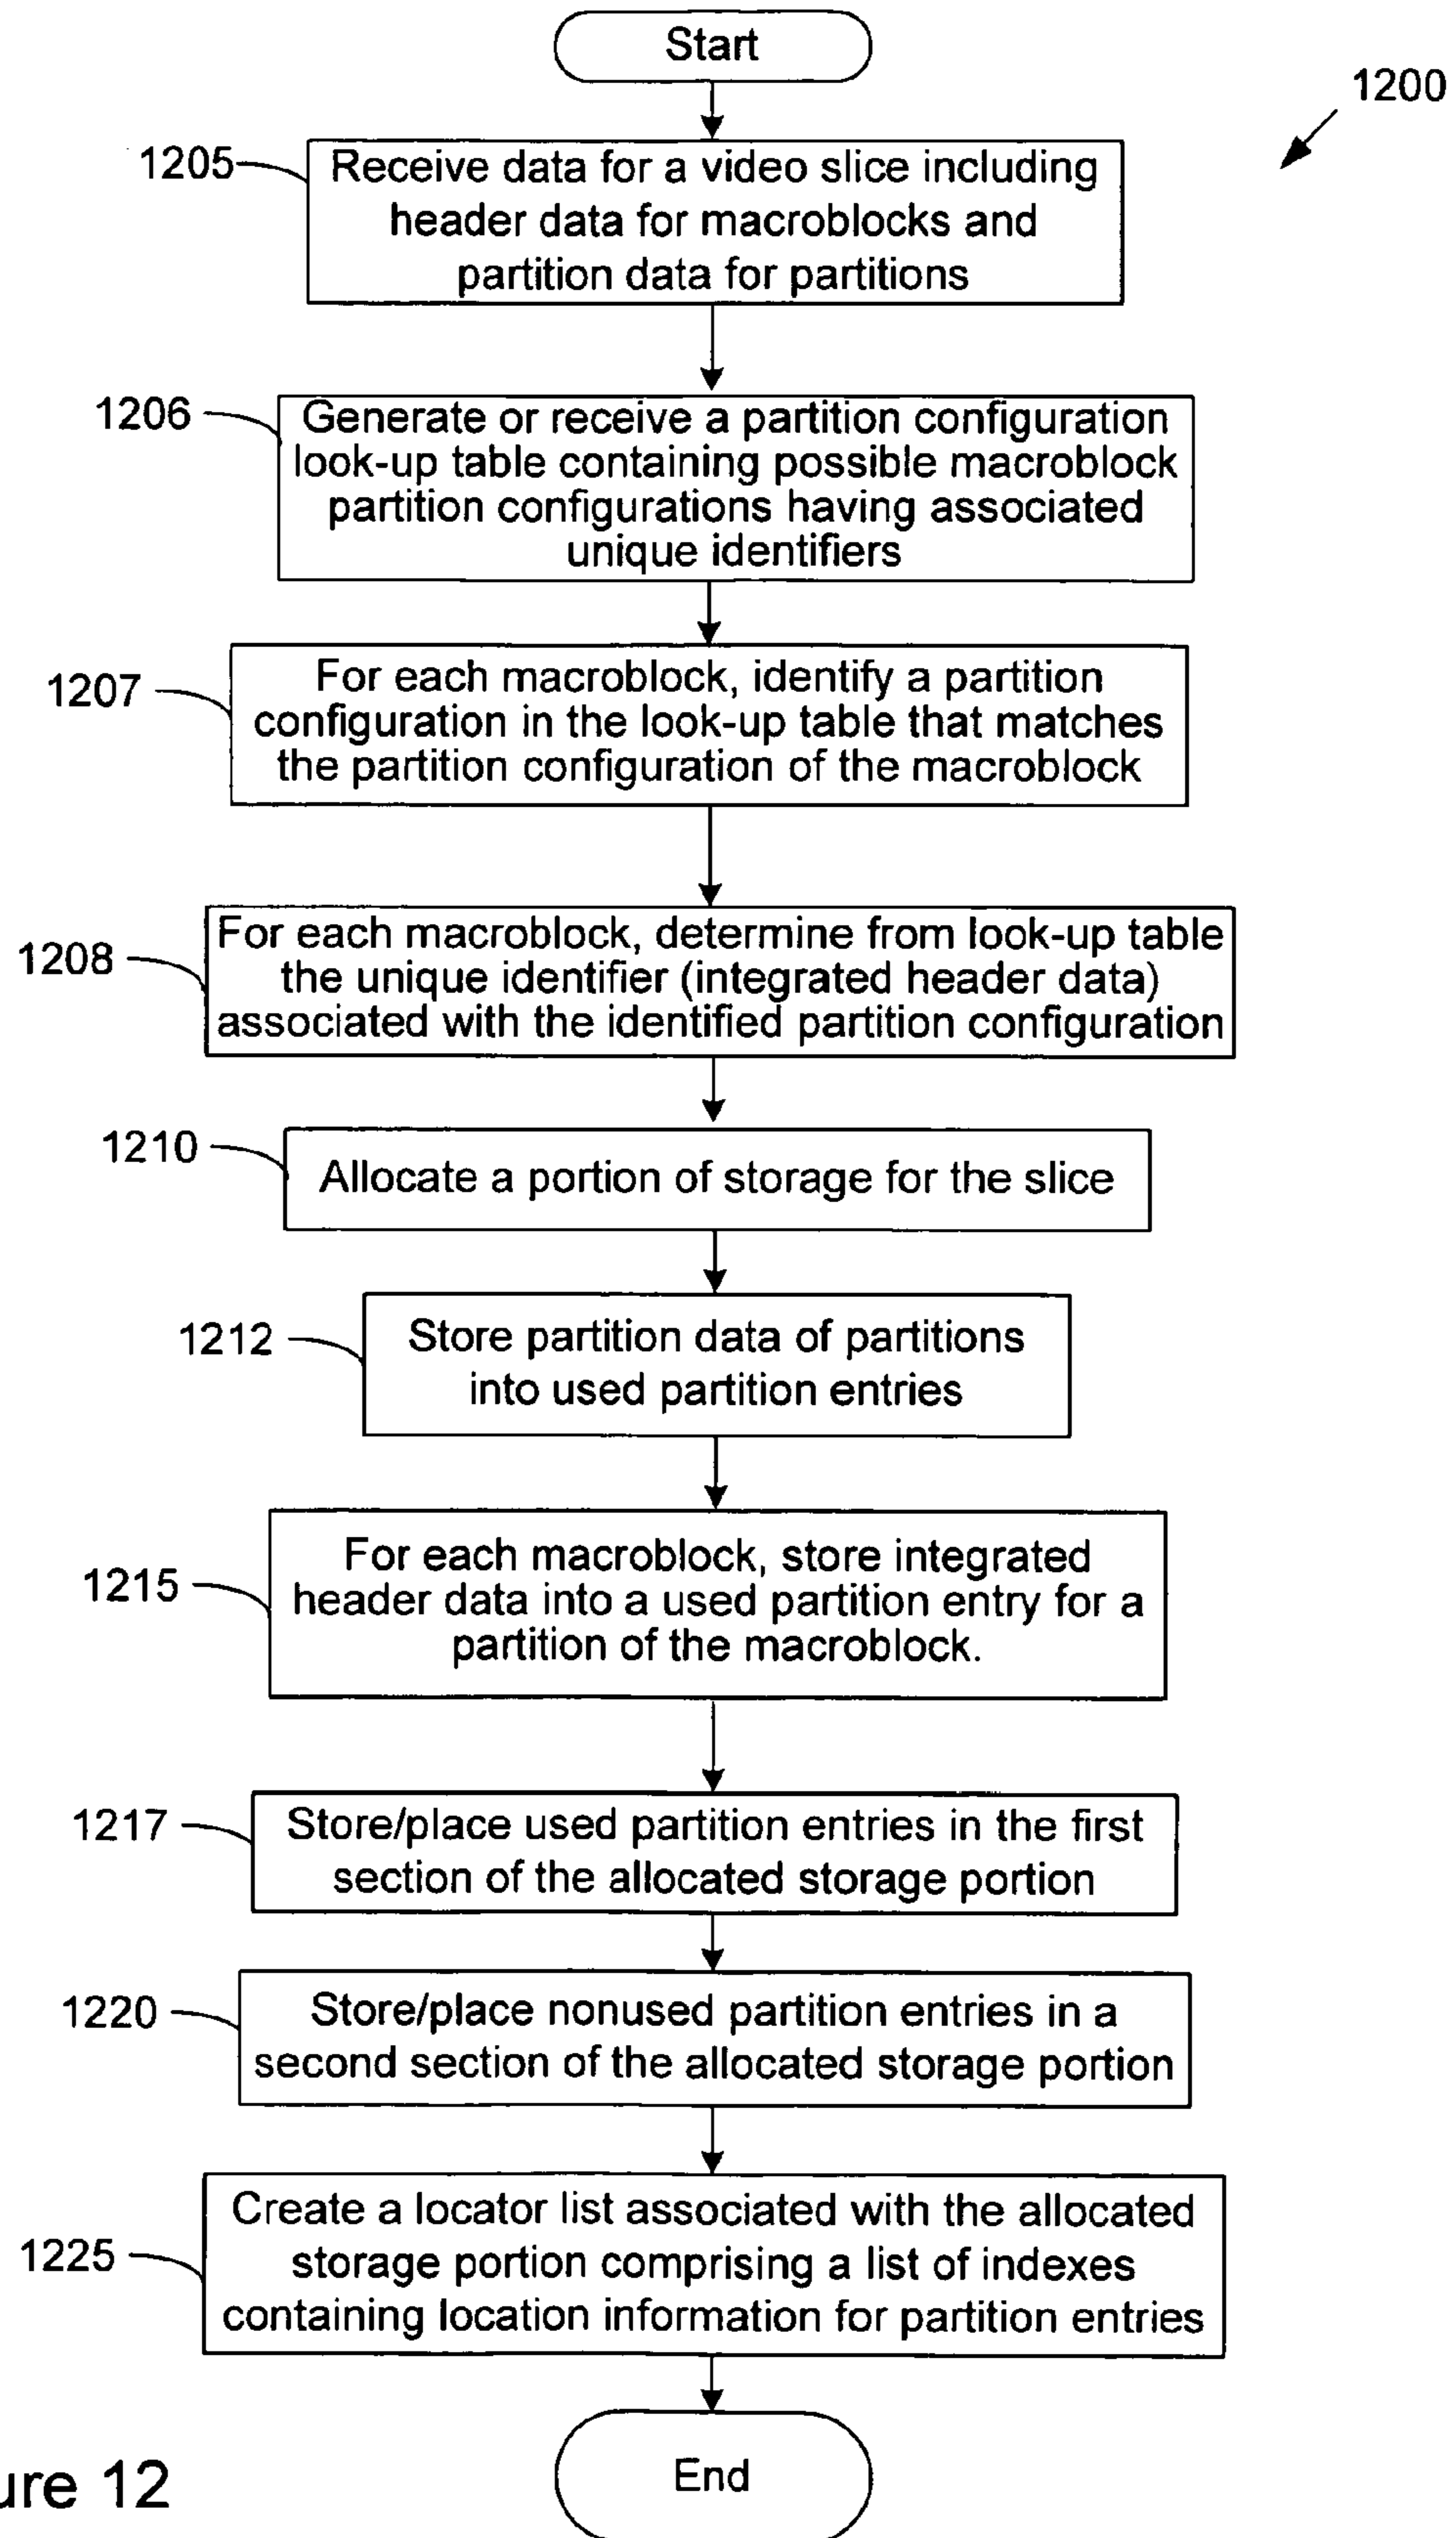 Start
1200
1205
Receive data for a video slice including
header data for macroblocks and
partition data for partitions
1206
Generate or receive a partition configuration
look-up table containing possible macroblock
partition configurations having associated
unique identifiers
1207
For each macroblock, identify a partition
configuration in the look-up table that matches
the partition configuration of the macroblock
1208
For each macroblock, determine from look-up table
the unique identifier (integrated header data)
associated with the identified partition configuration
1210
Allocate a portion of storage for the slice
1212
Store partition data of partitions
into used partition entries
1215
For each macroblock, store integrated
header data into a used partition entry for a
partition of the macroblock.
1217
Store/place used partition entries in the first
section of the allocated storage portion
1220
Store/place nonused partition entries in a
second section of the allocated storage portion
1225
Create a locator list associated with the allocated
storage portion comprising a list of indexes
containing location information for partition entries
End
ure 12